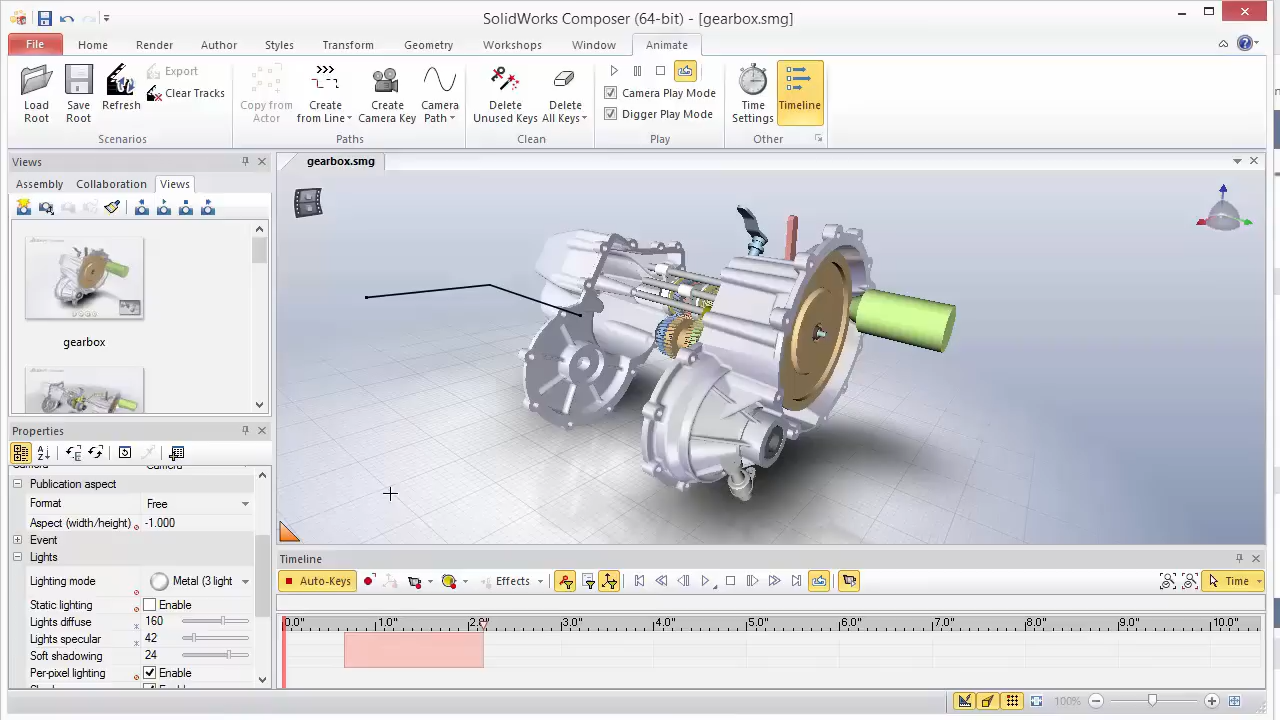 SolidWorks Composer (64-bit) - [gearbox.smg]
File Home Render Author Styles Transform Geometry Workshops Window Animate
Load Root
Save Root
Refresh
Export
Clear Tracks
Scenarios
Copy from Actor
Create from Line
Create Camera Key
Camera Path
Paths
Delete Unused Keys
Delete All Keys
Clean
Camera Play Mode
Digger Play Mode
Play
Time Settings
Timeline
Other
Views
Assembly Collaboration Views
gearbox
gearbox.smg
Properties
Publication aspect
Format Free
Aspect (width/height) -1.000
Event
Lights
Lighting mode Metal (3 light
Static lighting Enable
Lights diffuse 160
Lights specular 42
Soft shadowing 24
Per-pixel lighting Enable
Timeline
Auto-Keys Effects Time
0.0" 1.0" 2.0" 3.0" 4.0" 5.0" 6.0" 7.0" 8.0" 9.0" 10.0"
100%